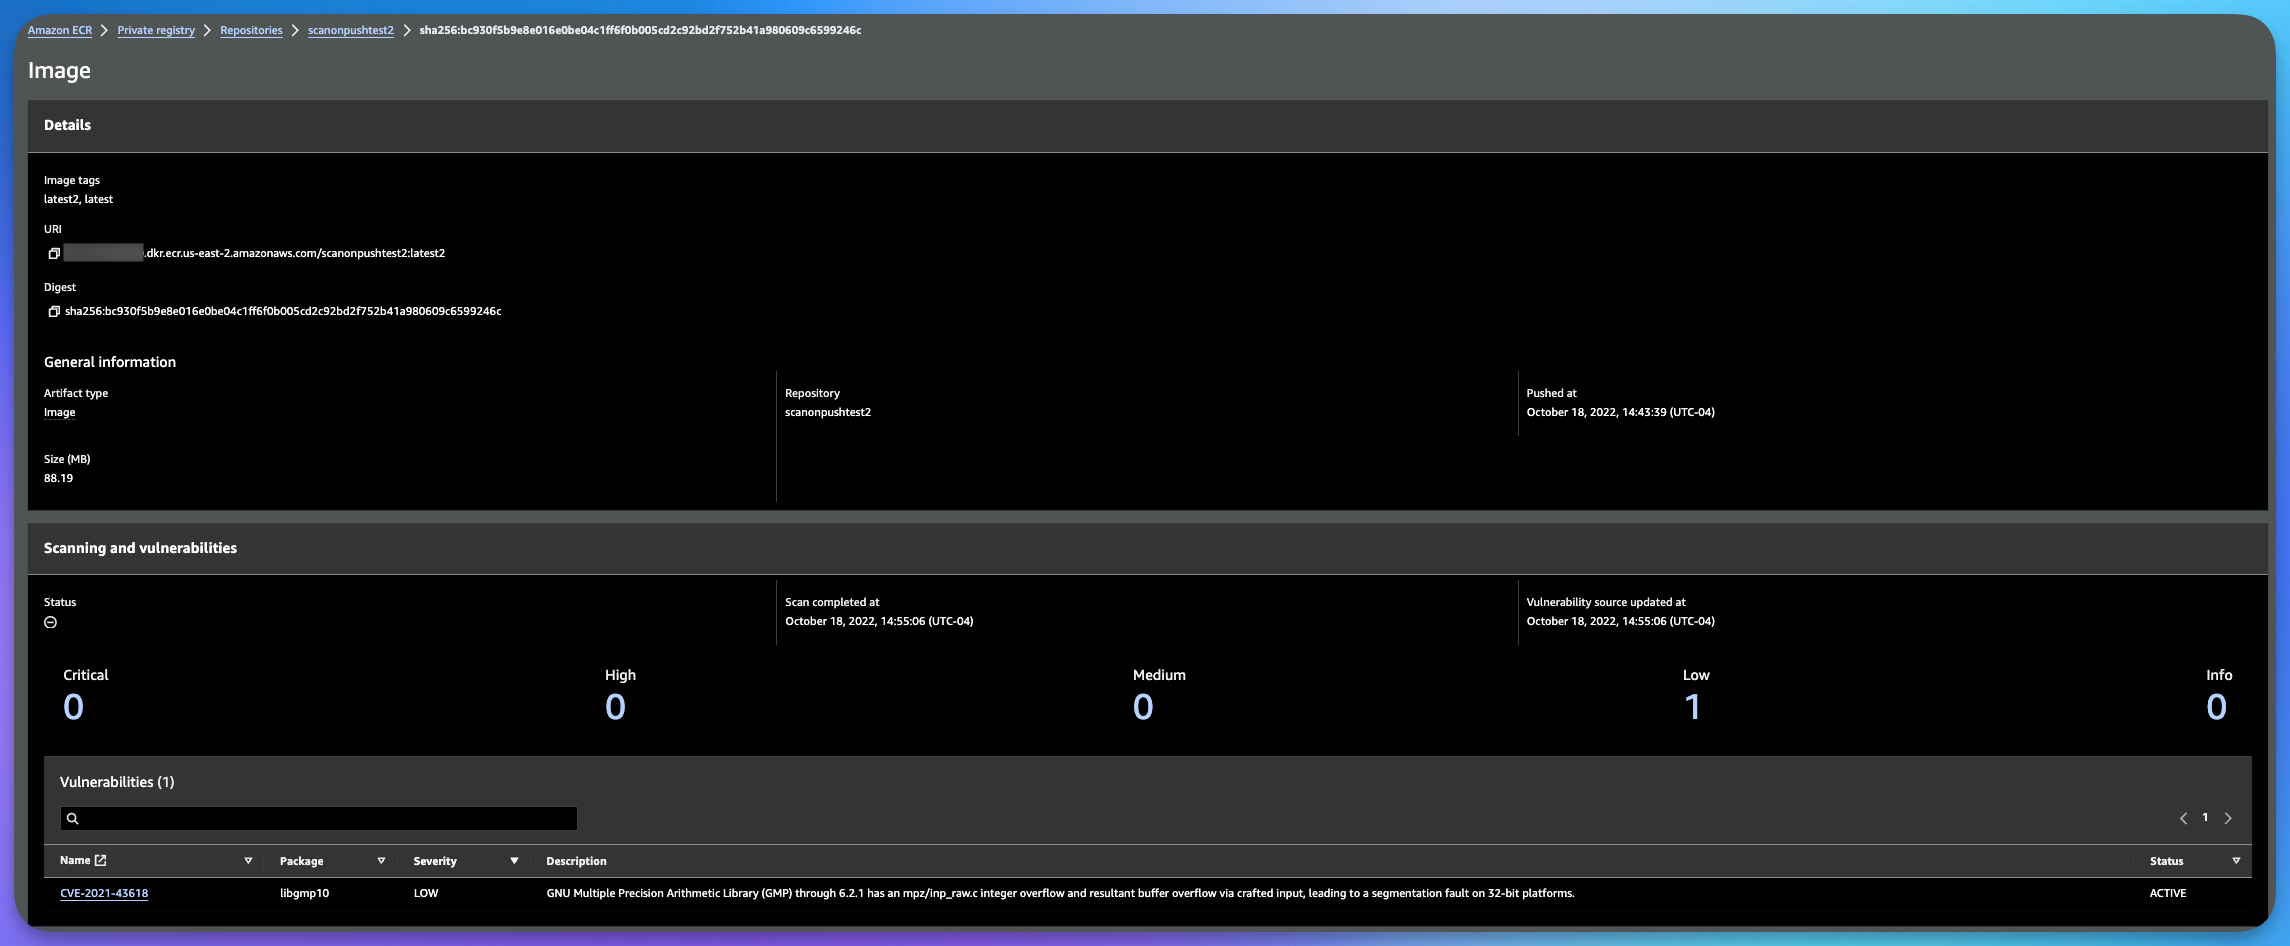 Amazon ECR > Private registry > Repositories > scanonpushtest2 > sha256:bc930f5b9e8e016e0be04c1ff6f0b005cd2c92bd2f752b41a980609c6599246c
Image
Details
Image tags
latest2, latest
URI
.dkr.ecr.us-east-2.amazonaws.com/scanonpushtest2:latest2
Digest
sha256:bc930f5b9e8e016e0be04c1ff6f0b005cd2c92bd2f752b41a980609c6599246c
General information
Artifact type
Image
Repository
scanonpushtest2
Pushed at
October 18, 2022, 14:43:39 (UTC-04)
Size (MB)
88.19
Scanning and vulnerabilities
Status
Scan completed at
October 18, 2022, 14:55:06 (UTC-04)
Vulnerability source updated at
October 18, 2022, 14:55:06 (UTC-04)
Critical
0
High
0
Medium
0
Low
1
Info
0
Vulnerabilities (1)
1
Name Package Severity Description Status
CVE-2021-43618 libgmp10 LOW GNU Multiple Precision Arithmetic Library (GMP) through 6.2.1 has an mpz/inp_raw.c integer overflow and resultant buffer overflow via crafted input, leading to a segmentation fault on 32-bit platforms. ACTIVE